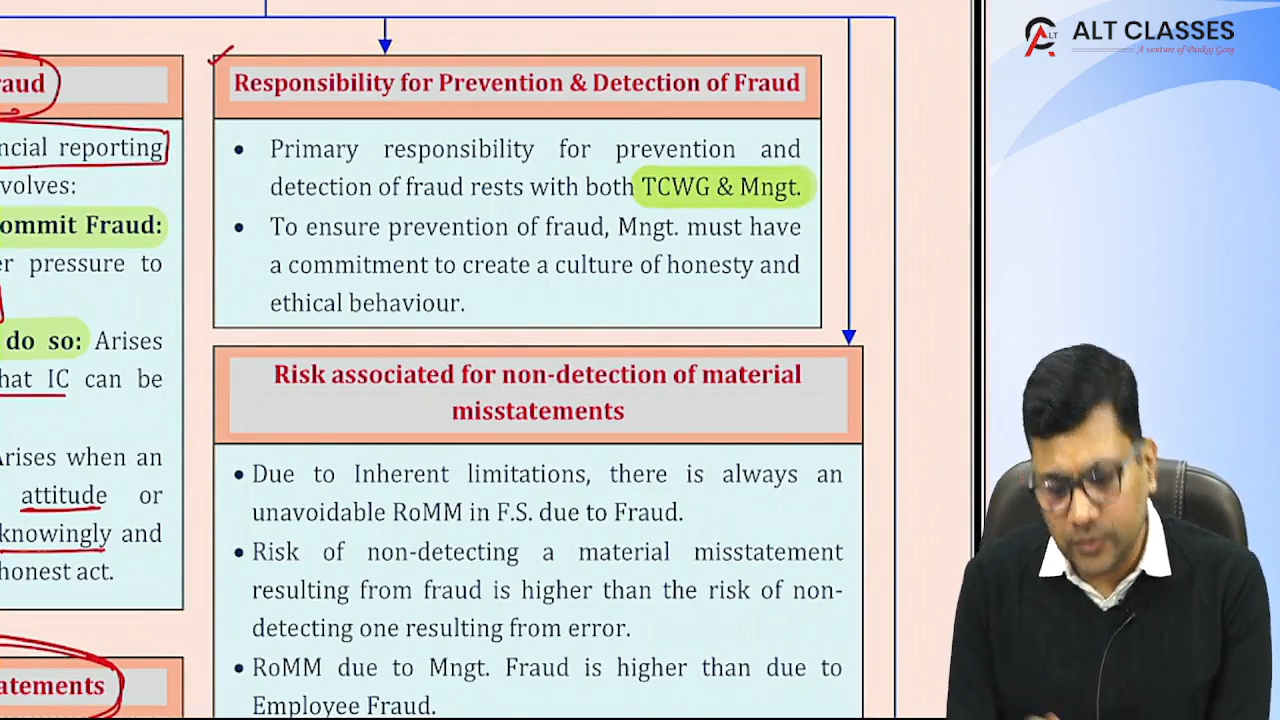 ALT CLASSES
A venture of Pankaj Garg
raud
ncial reporting
volves:
ommit Fraud:
er pressure to
do so: Arises
hat IC can be
Arises when an
attitude or
knowingly and
honest act.
atements
Responsibility for Prevention & Detection of Fraud
• Primary responsibility for prevention and
detection of fraud rests with both TCWG & Mngt.
• To ensure prevention of fraud, Mngt. must have
a commitment to create a culture of honesty and
ethical behaviour.
Risk associated for non-detection of material
misstatements
• Due to Inherent limitations, there is always an
unavoidable RoMM in F.S. due to Fraud.
• Risk of non-detecting a material misstatement
resulting from fraud is higher than the risk of non-
detecting one resulting from error.
• RoMM due to Mngt. Fraud is higher than due to
Employee Fraud.